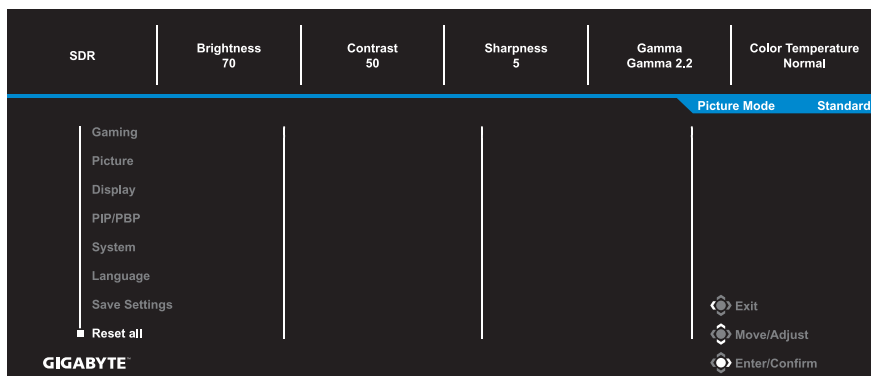 SDR
Brightness
70
Contrast
50
Sharpness
5
Gamma
Gamma 2.2
Color Temperature
Normal
Picture Mode Standard
Gaming
Picture
Display
PIP/PBP
System
Language
Save Settings
Reset all
Exit
Move/Adjust
Enter/Confirm
GIGABYTE™